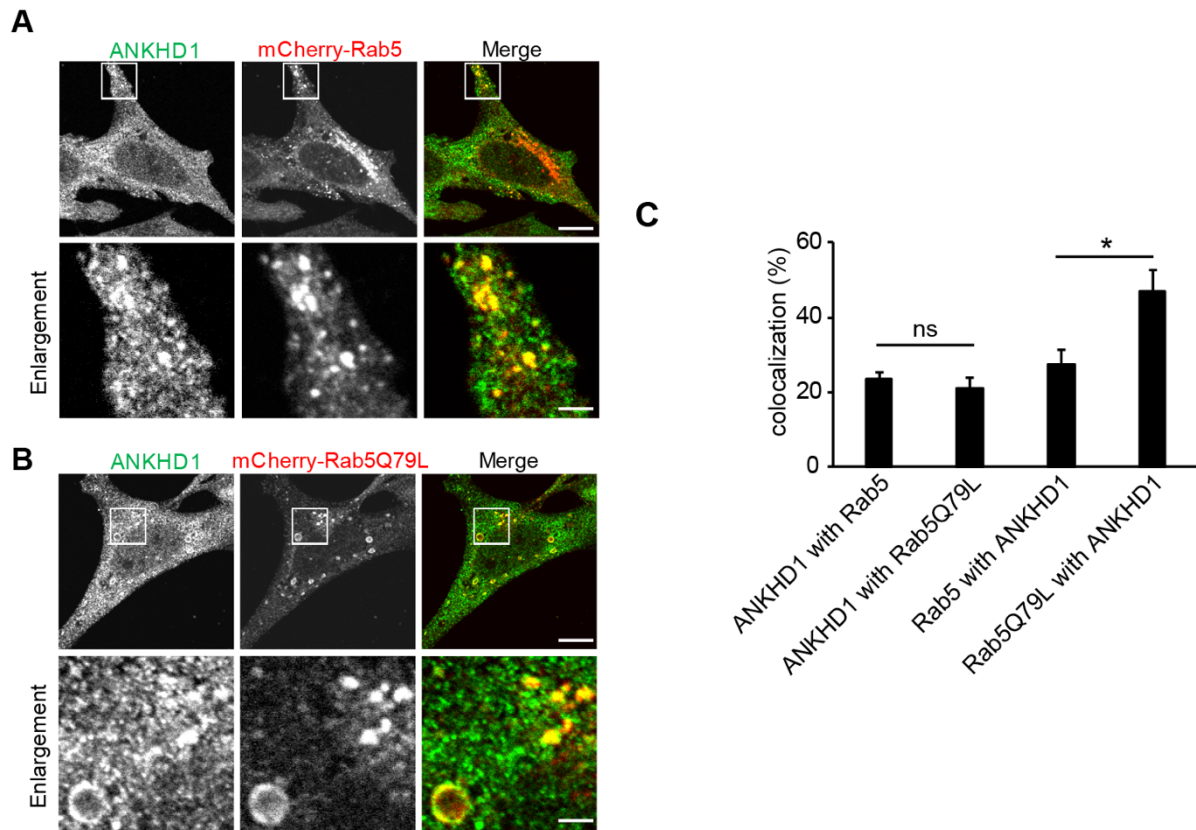 A
ANKHD1 mCherry-Rab5 Merge
Enlargement
B
ANKHD1 mCherry-Rab5Q79L Merge
Enlargement
C
colocalization (%)
60
40
20
0
ns
*
ANKHD1 with Rab5
ANKHD1 with Rab5Q79L
Rab5 with ANKHD1
Rab5Q79L with ANKHD1